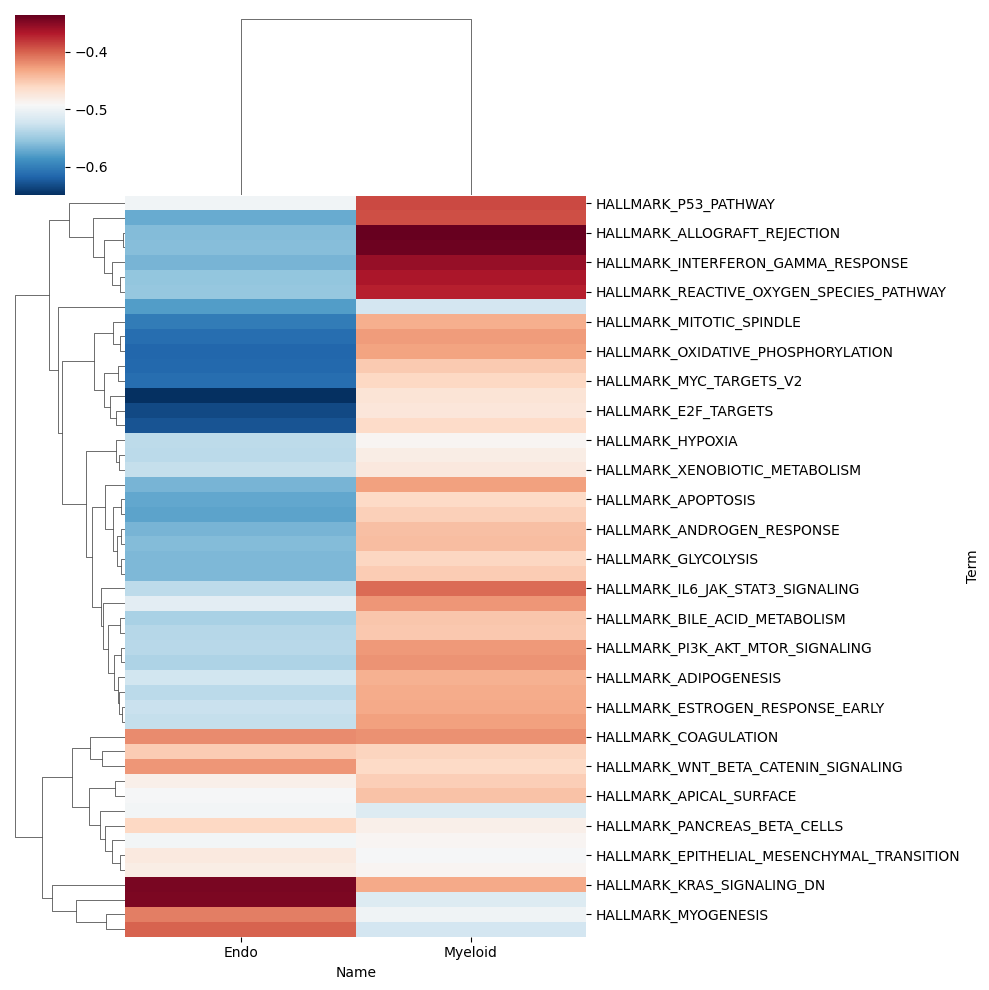 −0.4
−0.5
−0.6
HALLMARK_P53_PATHWAY
HALLMARK_ALLOGRAFT_REJECTION
HALLMARK_INTERFERON_GAMMA_RESPONSE
HALLMARK_REACTIVE_OXYGEN_SPECIES_PATHWAY
HALLMARK_MITOTIC_SPINDLE
HALLMARK_OXIDATIVE_PHOSPHORYLATION
HALLMARK_MYC_TARGETS_V2
HALLMARK_E2F_TARGETS
HALLMARK_HYPOXIA
HALLMARK_XENOBIOTIC_METABOLISM
HALLMARK_APOPTOSIS
HALLMARK_ANDROGEN_RESPONSE
HALLMARK_GLYCOLYSIS
HALLMARK_IL6_JAK_STAT3_SIGNALING
HALLMARK_BILE_ACID_METABOLISM
HALLMARK_PI3K_AKT_MTOR_SIGNALING
HALLMARK_ADIPOGENESIS
HALLMARK_ESTROGEN_RESPONSE_EARLY
HALLMARK_COAGULATION
HALLMARK_WNT_BETA_CATENIN_SIGNALING
HALLMARK_APICAL_SURFACE
HALLMARK_PANCREAS_BETA_CELLS
HALLMARK_EPITHELIAL_MESENCHYMAL_TRANSITION
HALLMARK_KRAS_SIGNALING_DN
HALLMARK_MYOGENESIS
Term
Endo Myeloid
Name